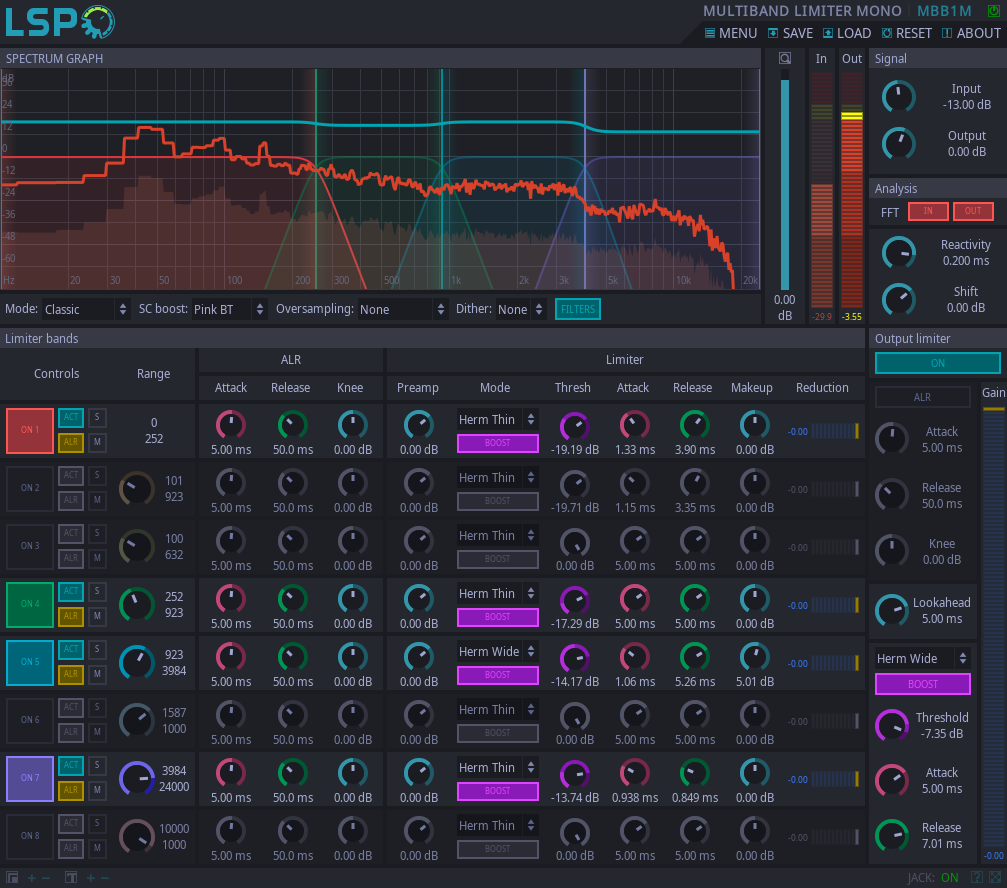 LSP
MULTIBAND LIMITER MONO MBB1M
MENU SAVE LOAD RESET ABOUT
SPECTRUM GRAPH
In Out
Signal
dB
36
24
12
0
-12
-24
-36
-48
-60
Hz 20 30 50 100 200 300 500 1k 2k 3k 5k 10k 20k
0.00
dB
-29.9 -3.55
Input
-13.00 dB
Output
0.00 dB
Analysis
FFT IN OUT
Reactivity
0.200 ms
Shift
0.00 dB
Mode: Classic SC boost: Pink BT Oversampling: None Dither: None FILTERS
Limiter bands
Output limiter
ON
Controls Range ALR Limiter
Attack Release Knee Preamp Mode Thresh Attack Release Makeup Reduction
ON 1 ACT S ALR M 0 252 5.00 ms 50.0 ms 0.00 dB 0.00 dB Herm Thin BOOST -19.19 dB 1.33 ms 3.90 ms 0.00 dB -0.00
ON 2 ACT S ALR M 101 923 5.00 ms 50.0 ms 0.00 dB 0.00 dB Herm Thin BOOST -19.71 dB 1.15 ms 3.35 ms 0.00 dB -0.00
ON 3 ACT S ALR M 100 632 5.00 ms 50.0 ms 0.00 dB 0.00 dB Herm Thin BOOST 0.00 dB 5.00 ms 5.00 ms 0.00 dB -0.00
ON 4 ACT S ALR M 252 923 5.00 ms 50.0 ms 0.00 dB 0.00 dB Herm Thin BOOST -17.29 dB 5.00 ms 5.00 ms 0.00 dB -0.00
ON 5 ACT S ALR M 923 3984 5.00 ms 50.0 ms 0.00 dB 0.00 dB Herm Wide BOOST -14.17 dB 1.06 ms 5.26 ms 5.01 dB -0.00
ON 6 ACT S ALR M 1587 1000 5.00 ms 50.0 ms 0.00 dB 0.00 dB Herm Thin BOOST 0.00 dB 5.00 ms 5.00 ms 0.00 dB -0.00
ON 7 ACT S ALR M 3984 24000 5.00 ms 50.0 ms 0.00 dB 0.00 dB Herm Thin BOOST -13.74 dB 0.938 ms 0.849 ms 0.00 dB -0.00
ON 8 ACT S ALR M 10000 1000 5.00 ms 50.0 ms 0.00 dB 0.00 dB Herm Thin BOOST 0.00 dB 5.00 ms 5.00 ms 0.00 dB -0.00
ALR
Gain
Attack
5.00 ms
Release
50.0 ms
Knee
0.00 dB
Lookahead
5.00 ms
Herm Wide
BOOST
Threshold
-7.35 dB
Attack
5.00 ms
Release
7.01 ms
-0.00
+ − T + − JACK: ON ?